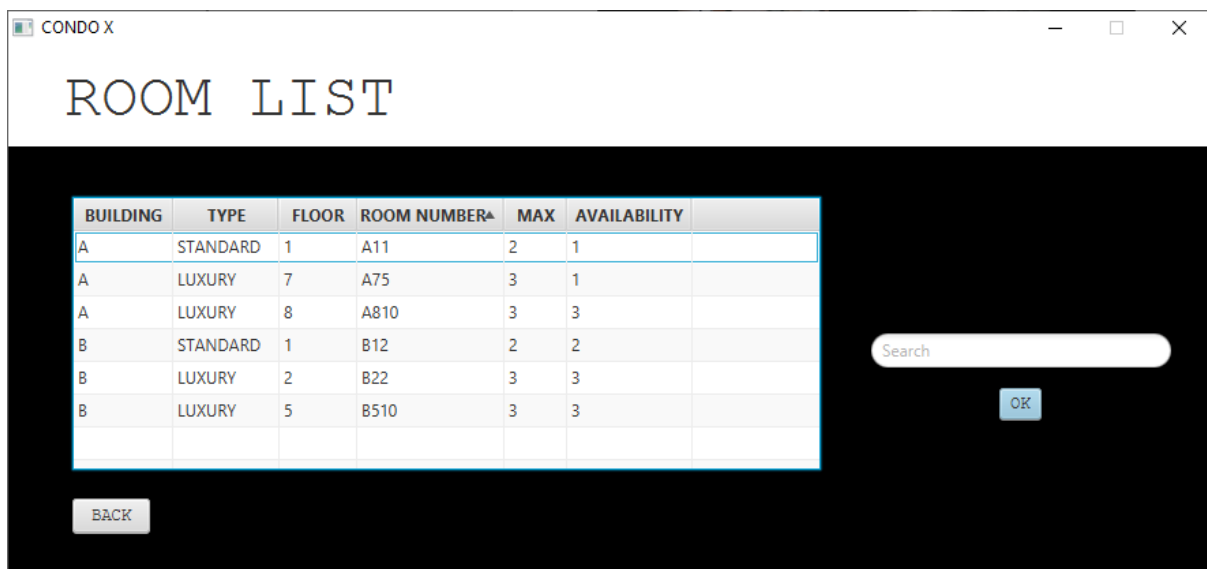 CONDO X
ROOM LIST
BUILDING TYPE FLOOR ROOM NUMBER MAX AVAILABILITY
A STANDARD 1 A11 2 1
A LUXURY 7 A75 3 1
A LUXURY 8 A810 3 3
B STANDARD 1 B12 2 2
B LUXURY 2 B22 3 3
B LUXURY 5 B510 3 3
Search
OK
BACK